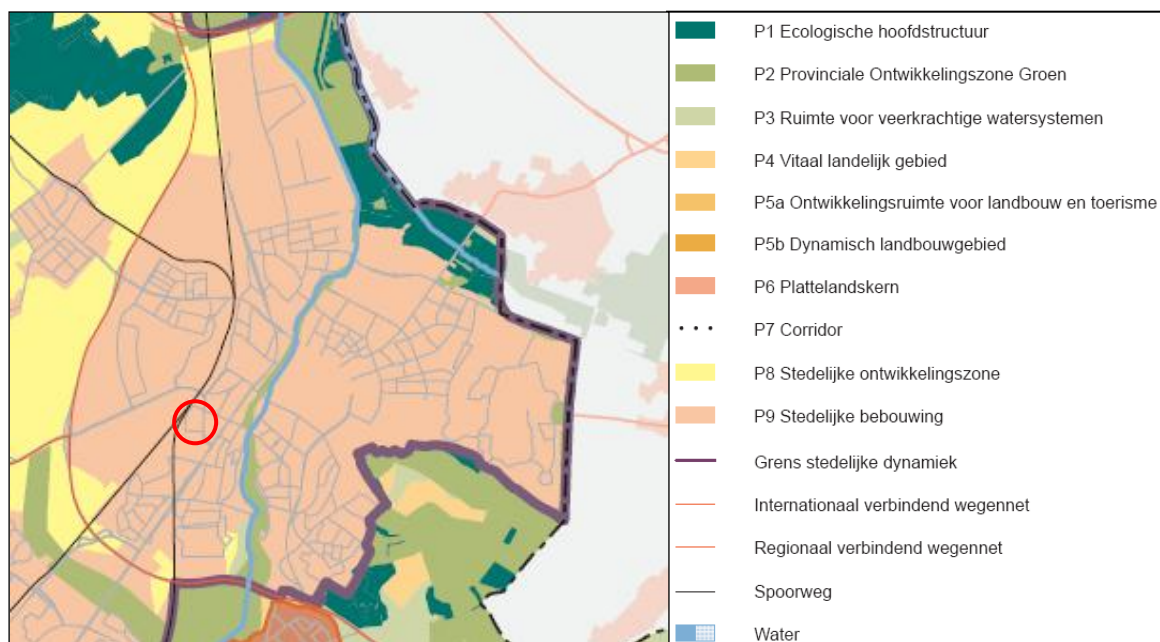 P1 Ecologische hoofdstructuur
P2 Provinciale Ontwikkelingszone Groen
P3 Ruimte voor veerkrachtige watersystemen
P4 Vitaal landelijk gebied
P5a Ontwikkelingsruimte voor landbouw en toerisme
P5b Dynamisch landbouwgebied
P6 Plattelandskern
P7 Corridor
P8 Stedelijke ontwikkelingszone
P9 Stedelijke bebouwing
Grens stedelijke dynamiek
Internationaal verbindend wegennet
Regionaal verbindend wegennet
Spoorweg
Water